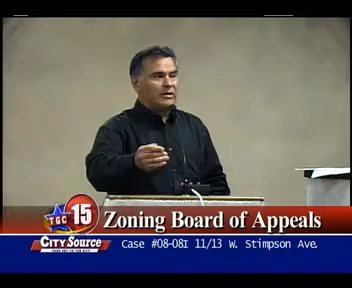 TGC 15
Zoning Board of Appeals
CITY SOURCE
Case #08-08I 11/13 W. Stimpson Ave.